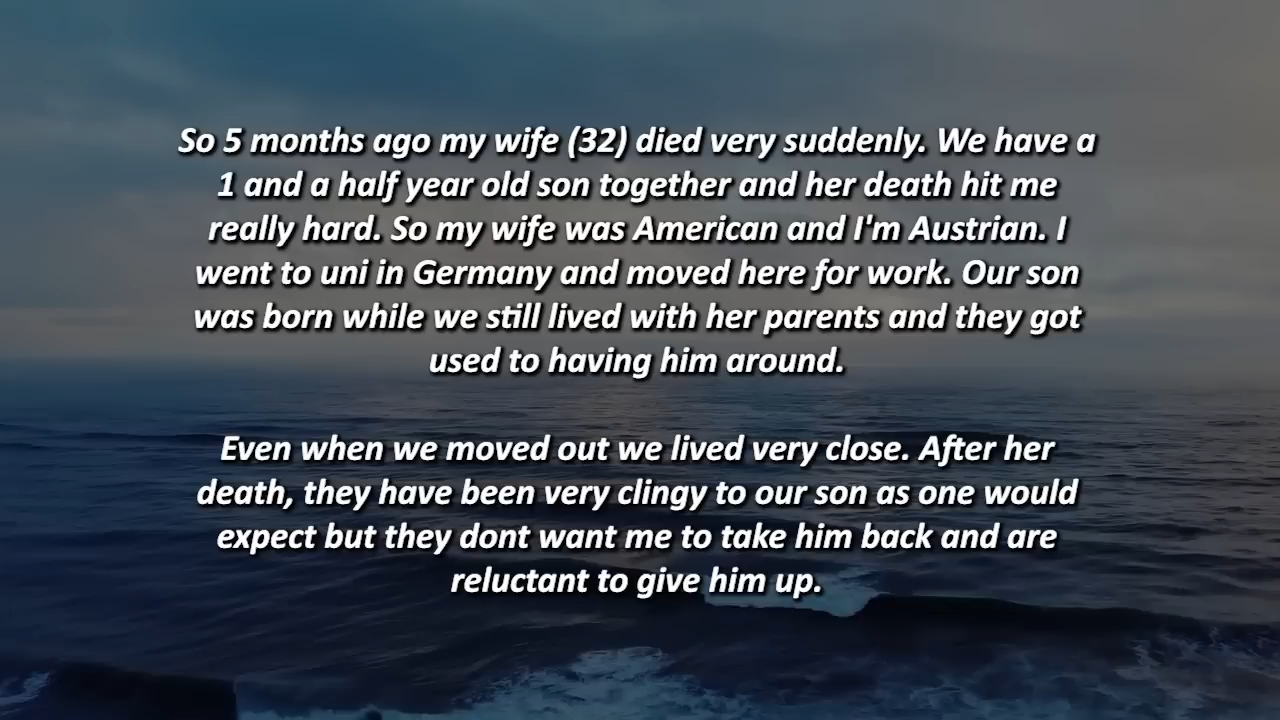 So 5 months ago my wife (32) died very suddenly. We have a
1 and a half year old son together and her death hit me
really hard. So my wife was American and I'm Austrian. I
went to uni in Germany and moved here for work. Our son
was born while we still lived with her parents and they got
used to having him around.
Even when we moved out we lived very close. After her
death, they have been very clingy to our son as one would
expect but they dont want me to take him back and are
reluctant to give him up.